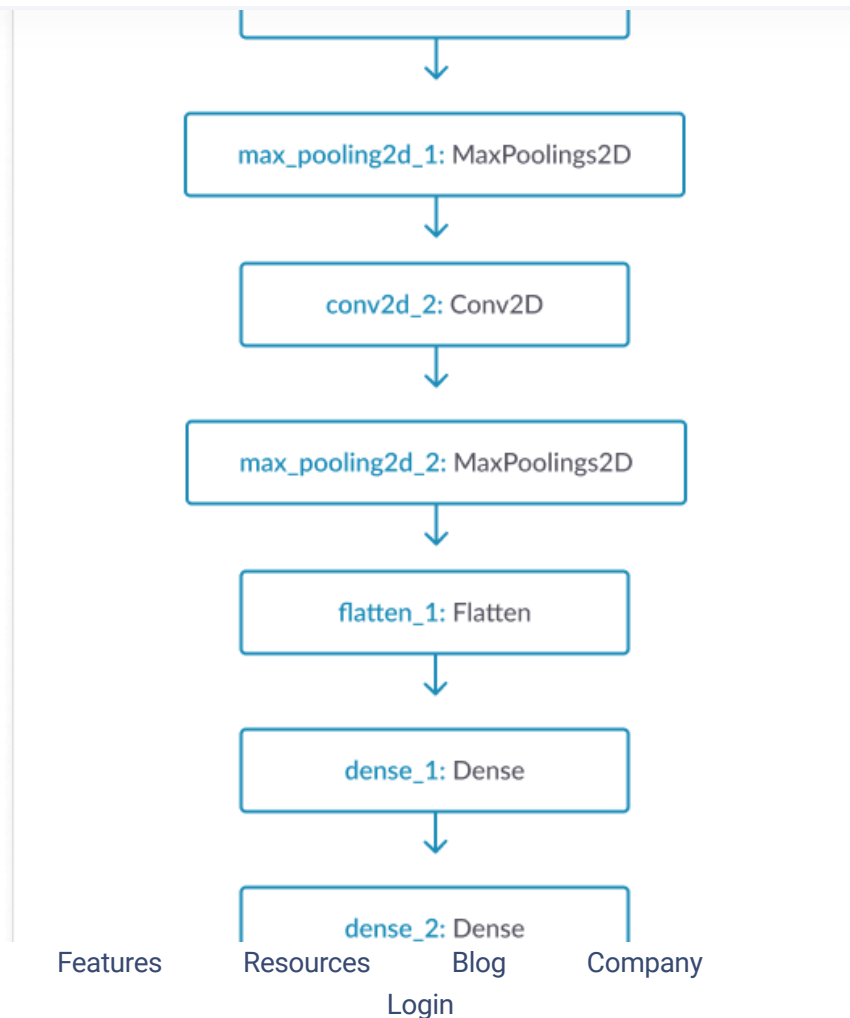 max_pooling2d_1: MaxPoolings2D
conv2d_2: Conv2D
max_pooling2d_2: MaxPoolings2D
flatten_1: Flatten
dense_1: Dense
dense_2: Dense
Features Resources Blog Company
Login